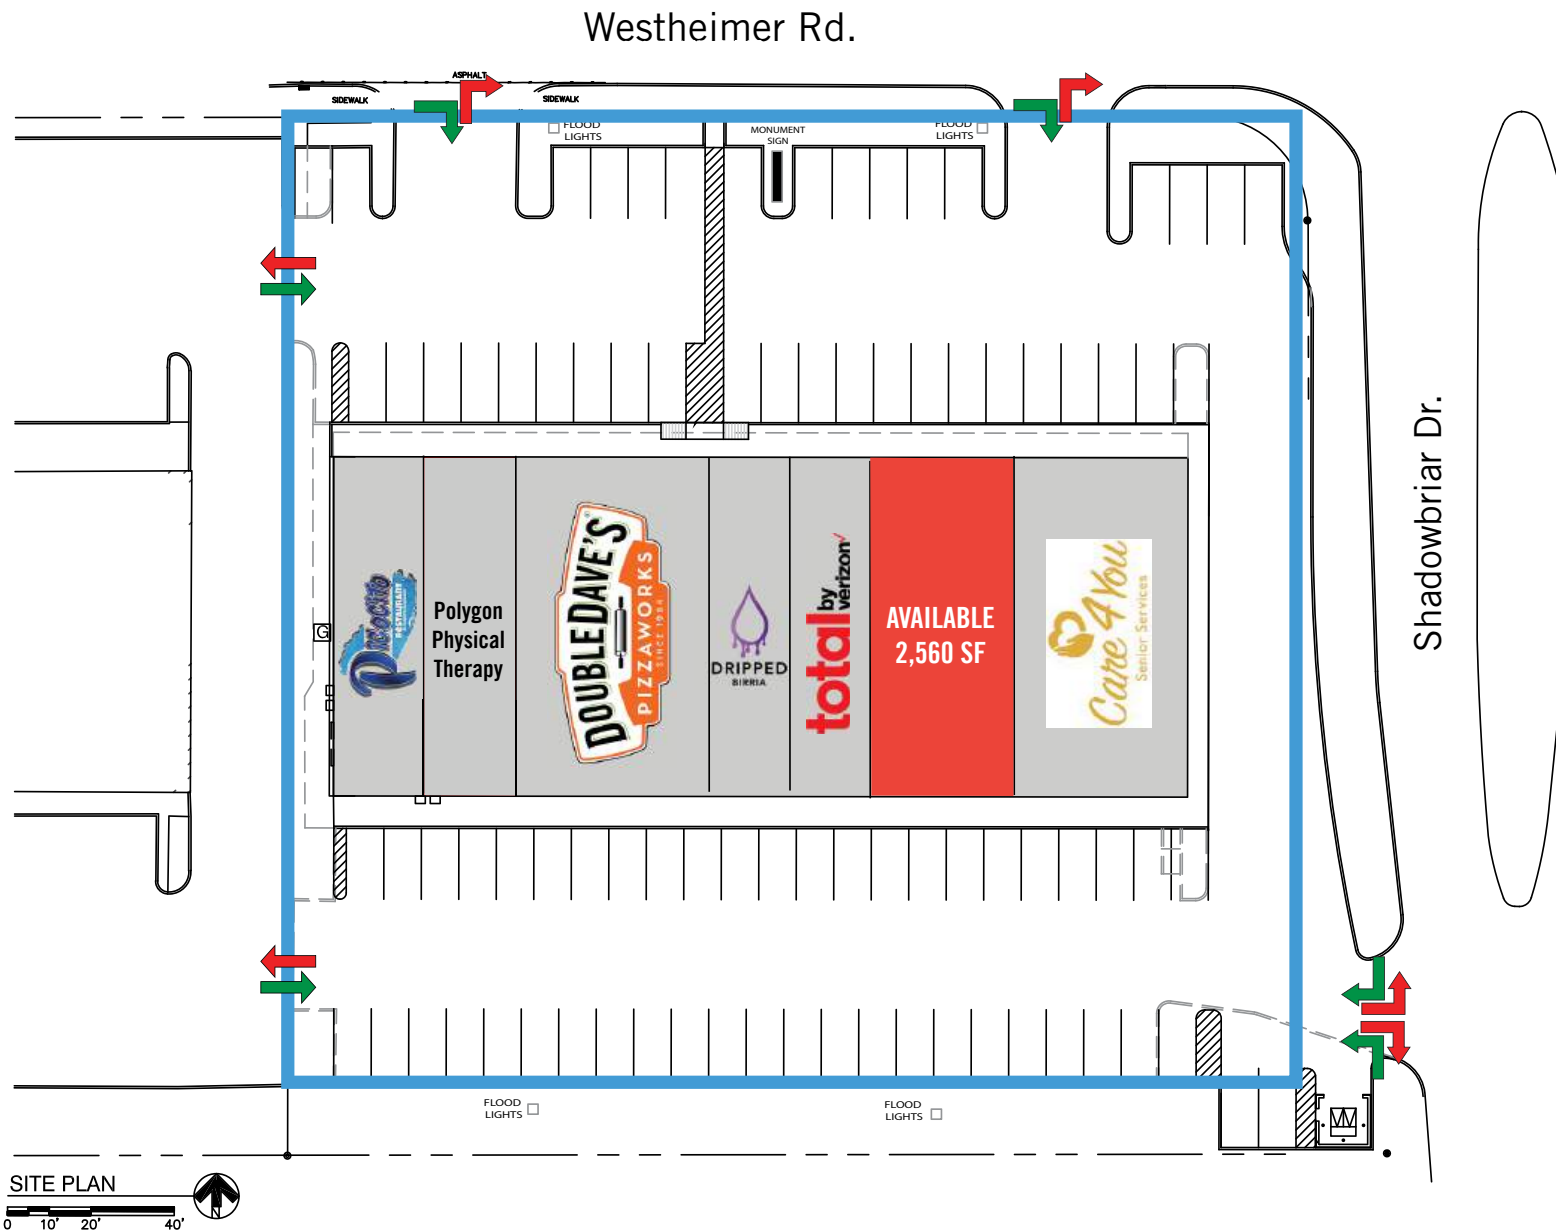 Westheimer Rd.
ASPHALT
SIDEWALK
SIDEWALK
FLOOD
LIGHTS
MONUMENT
SIGN
FLOOD
LIGHTS
Shadowbriar Dr.
G
RESTAURANT
Polygon
Physical
Therapy
DOUBLEDAVE'S
PIZZAWORKS
SINCE 1984
DRIPPED
BIRRIA
total by
verizon
AVAILABLE
2,560 SF
Care 4 You
Senior Services
FLOOD
LIGHTS
FLOOD
LIGHTS
SITE PLAN
N
0 10' 20' 40'